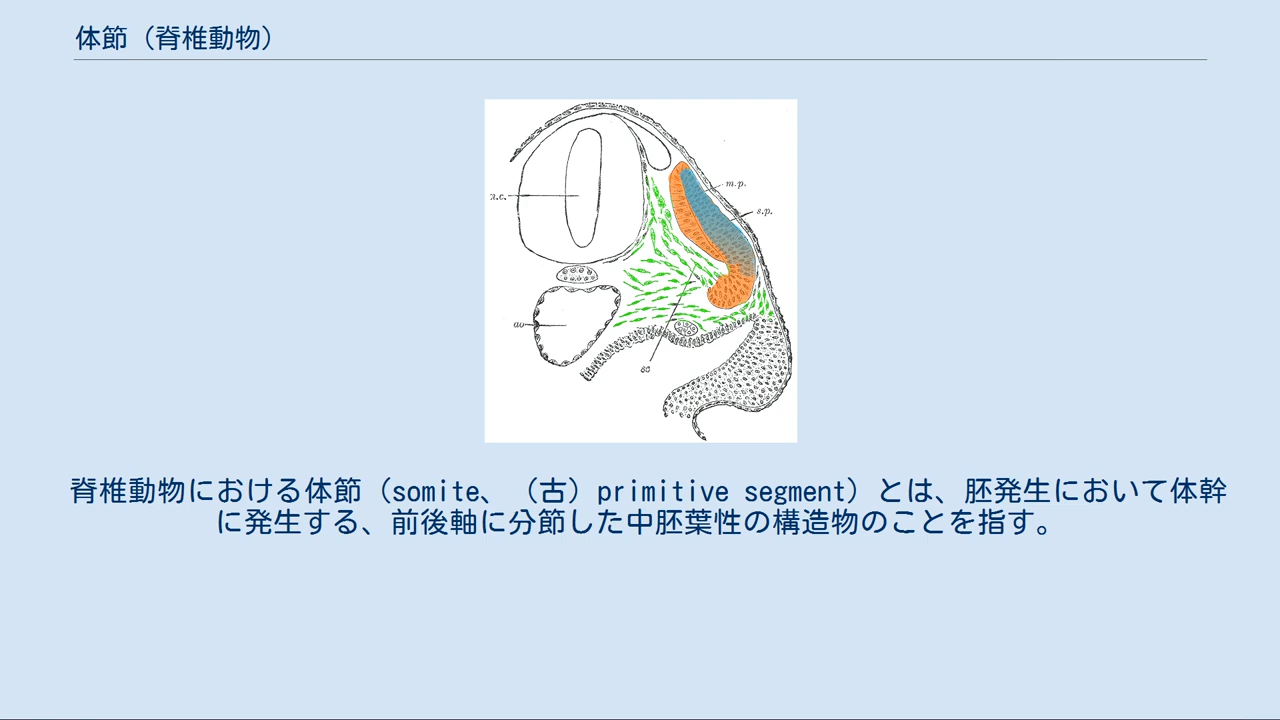 体節（脊椎動物）
m.p.
n.c.
s.p.
ao
sc
脊椎動物における体節（somite、（古）primitive segment）とは、胚発生において体幹
に発生する、前後軸に分節した中胚葉性の構造物のことを指す。